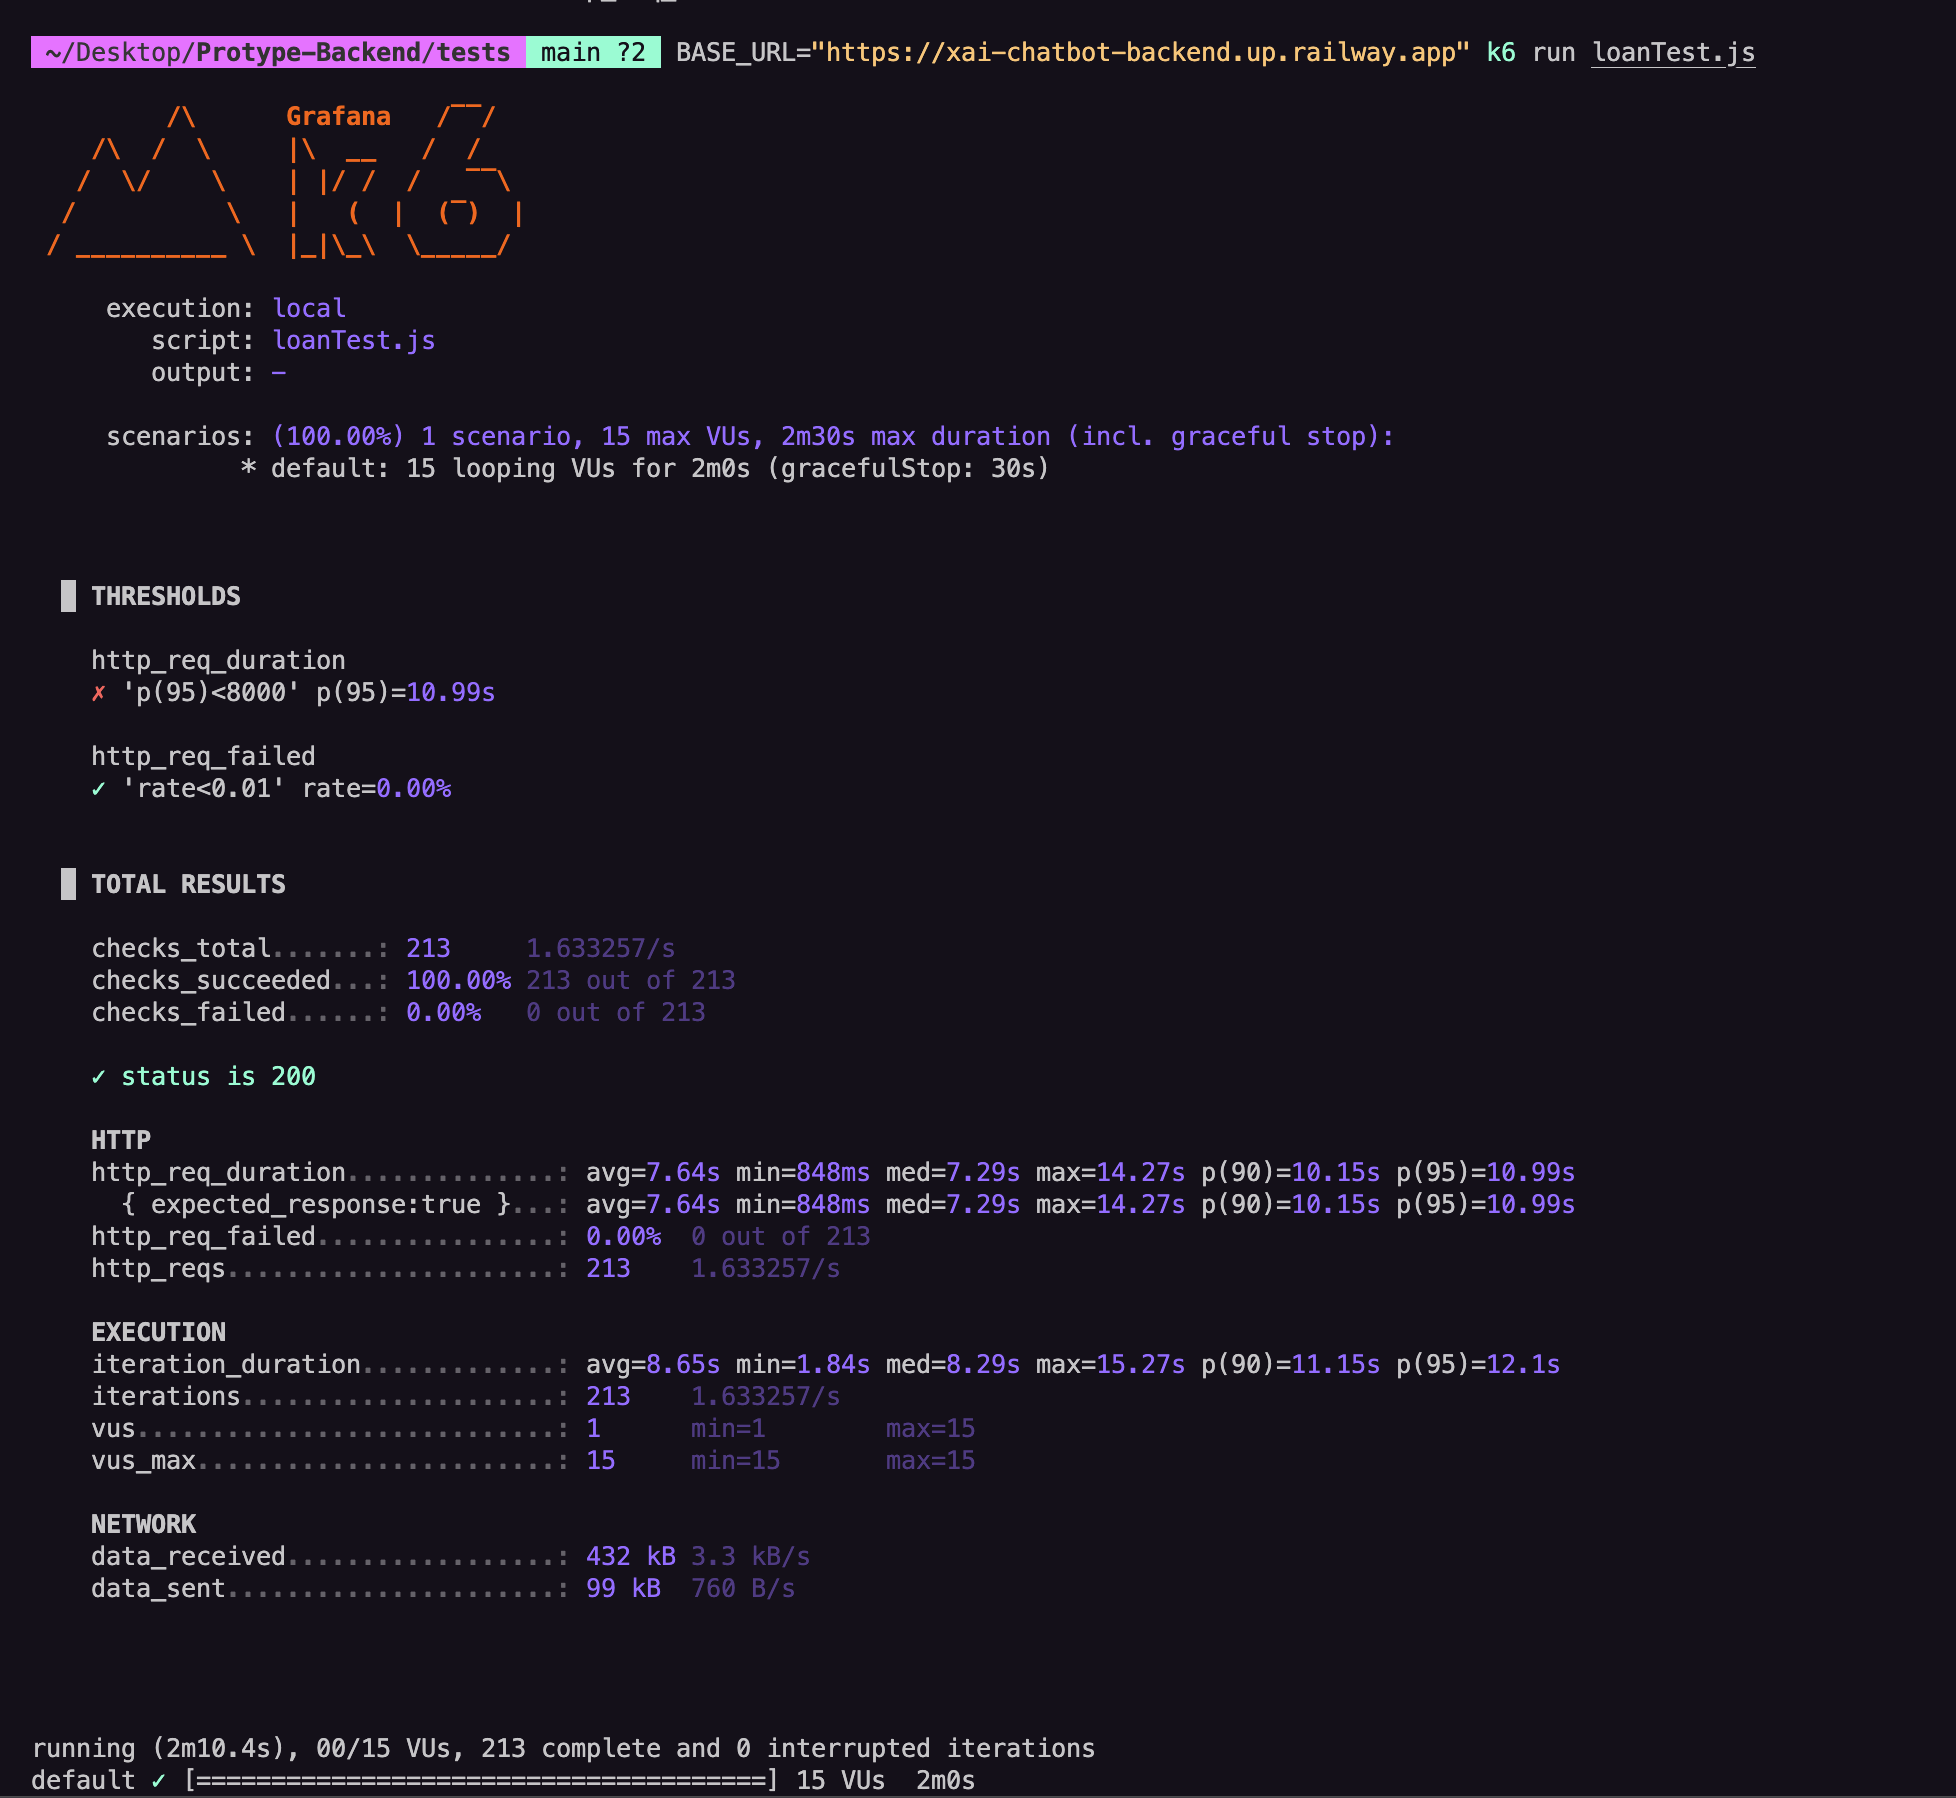 ~/Desktop/Protype-Backend/tests  main ?2  BASE_URL="https://xai-chatbot-backend.up.railway.app" k6 run loanTest.js
         /\      Grafana   /‾‾/
    /\  /  \     |\  __   /  /
   /  \/    \    | |/ /  /   ‾‾\
  /          \   |   (  |  (‾)  |
 / __________ \  |_|\_\  \_____/
     execution: local
        script: loanTest.js
        output: -
     scenarios: (100.00%) 1 scenario, 15 max VUs, 2m30s max duration (incl. graceful stop):
              * default: 15 looping VUs for 2m0s (gracefulStop: 30s)
  █ THRESHOLDS
    http_req_duration
    ✗ 'p(95)<8000' p(95)=10.99s
    http_req_failed
    ✓ 'rate<0.01' rate=0.00%
  █ TOTAL RESULTS
    checks_total.......: 213     1.633257/s
    checks_succeeded...: 100.00% 213 out of 213
    checks_failed......: 0.00%   0 out of 213
    ✓ status is 200
    HTTP
    http_req_duration..............: avg=7.64s min=848ms med=7.29s max=14.27s p(90)=10.15s p(95)=10.99s
      { expected_response:true }...: avg=7.64s min=848ms med=7.29s max=14.27s p(90)=10.15s p(95)=10.99s
    http_req_failed................: 0.00%  0 out of 213
    http_reqs......................: 213    1.633257/s
    EXECUTION
    iteration_duration.............: avg=8.65s min=1.84s med=8.29s max=15.27s p(90)=11.15s p(95)=12.1s
    iterations.....................: 213    1.633257/s
    vus............................: 1      min=1        max=15
    vus_max........................: 15     min=15       max=15
    NETWORK
    data_received..................: 432 kB 3.3 kB/s
    data_sent......................: 99 kB  760 B/s
running (2m10.4s), 00/15 VUs, 213 complete and 0 interrupted iterations
default ✓ [======================================] 15 VUs  2m0s